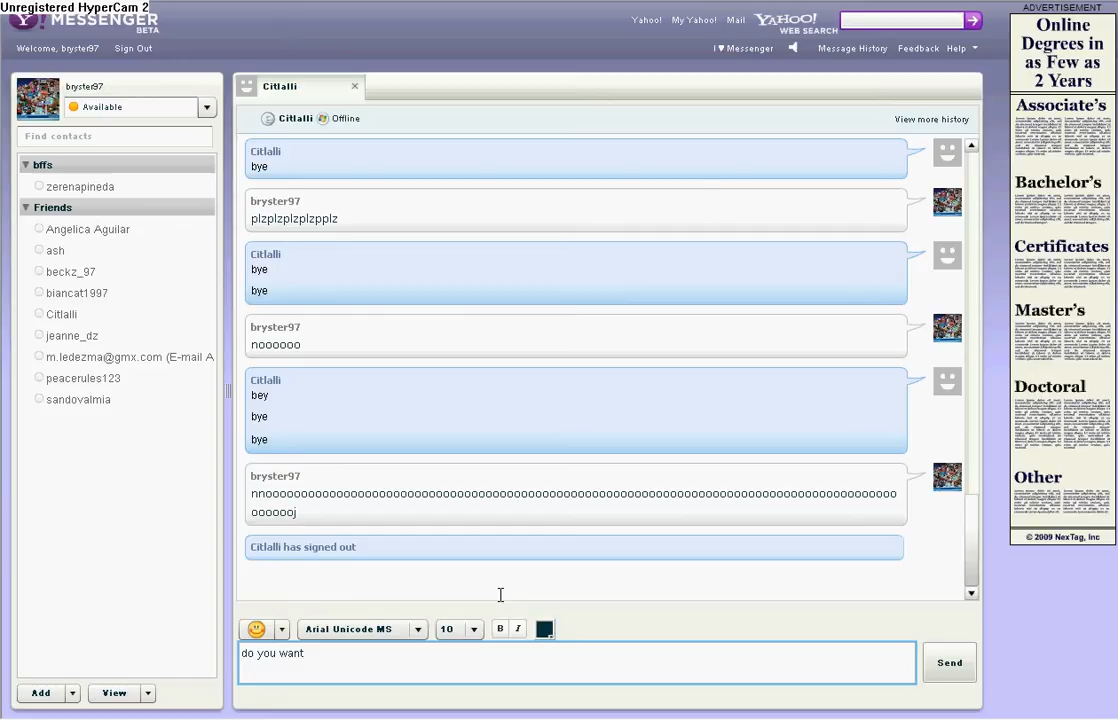 Unregistered HyperCam 2
MESSENGER
BETA
Yahoo! My Yahoo! Mail YAHOO!
WEB SEARCH
Welcome, bryster97 Sign Out
I ♥ Messenger Message History Feedback Help
bryster97
Available
Find contacts
bffs
zerenapineda
Friends
Angelica Aguilar
ash
beckz_97
biancat1997
Citlalli
jeanne_dz
m.ledezma@gmx.com (E-mail A
peacerules123
sandovalmia
Add View
Citlalli
Citlalli Offline
View more history
Citlalli
bye
bryster97
plzplzplzplzpplz
Citlalli
bye
bye
bryster97
noooooo
Citlalli
bey
bye
bye
bryster97
Citlalli has signed out
Arial Unicode MS 10 B I
do you want
Send
ADVERTISEMENT
Online
Degrees in
as Few as
2 Years
Associate's
Bachelor's
Certificates
Master's
Doctoral
Other
© 2009 NexTag, Inc